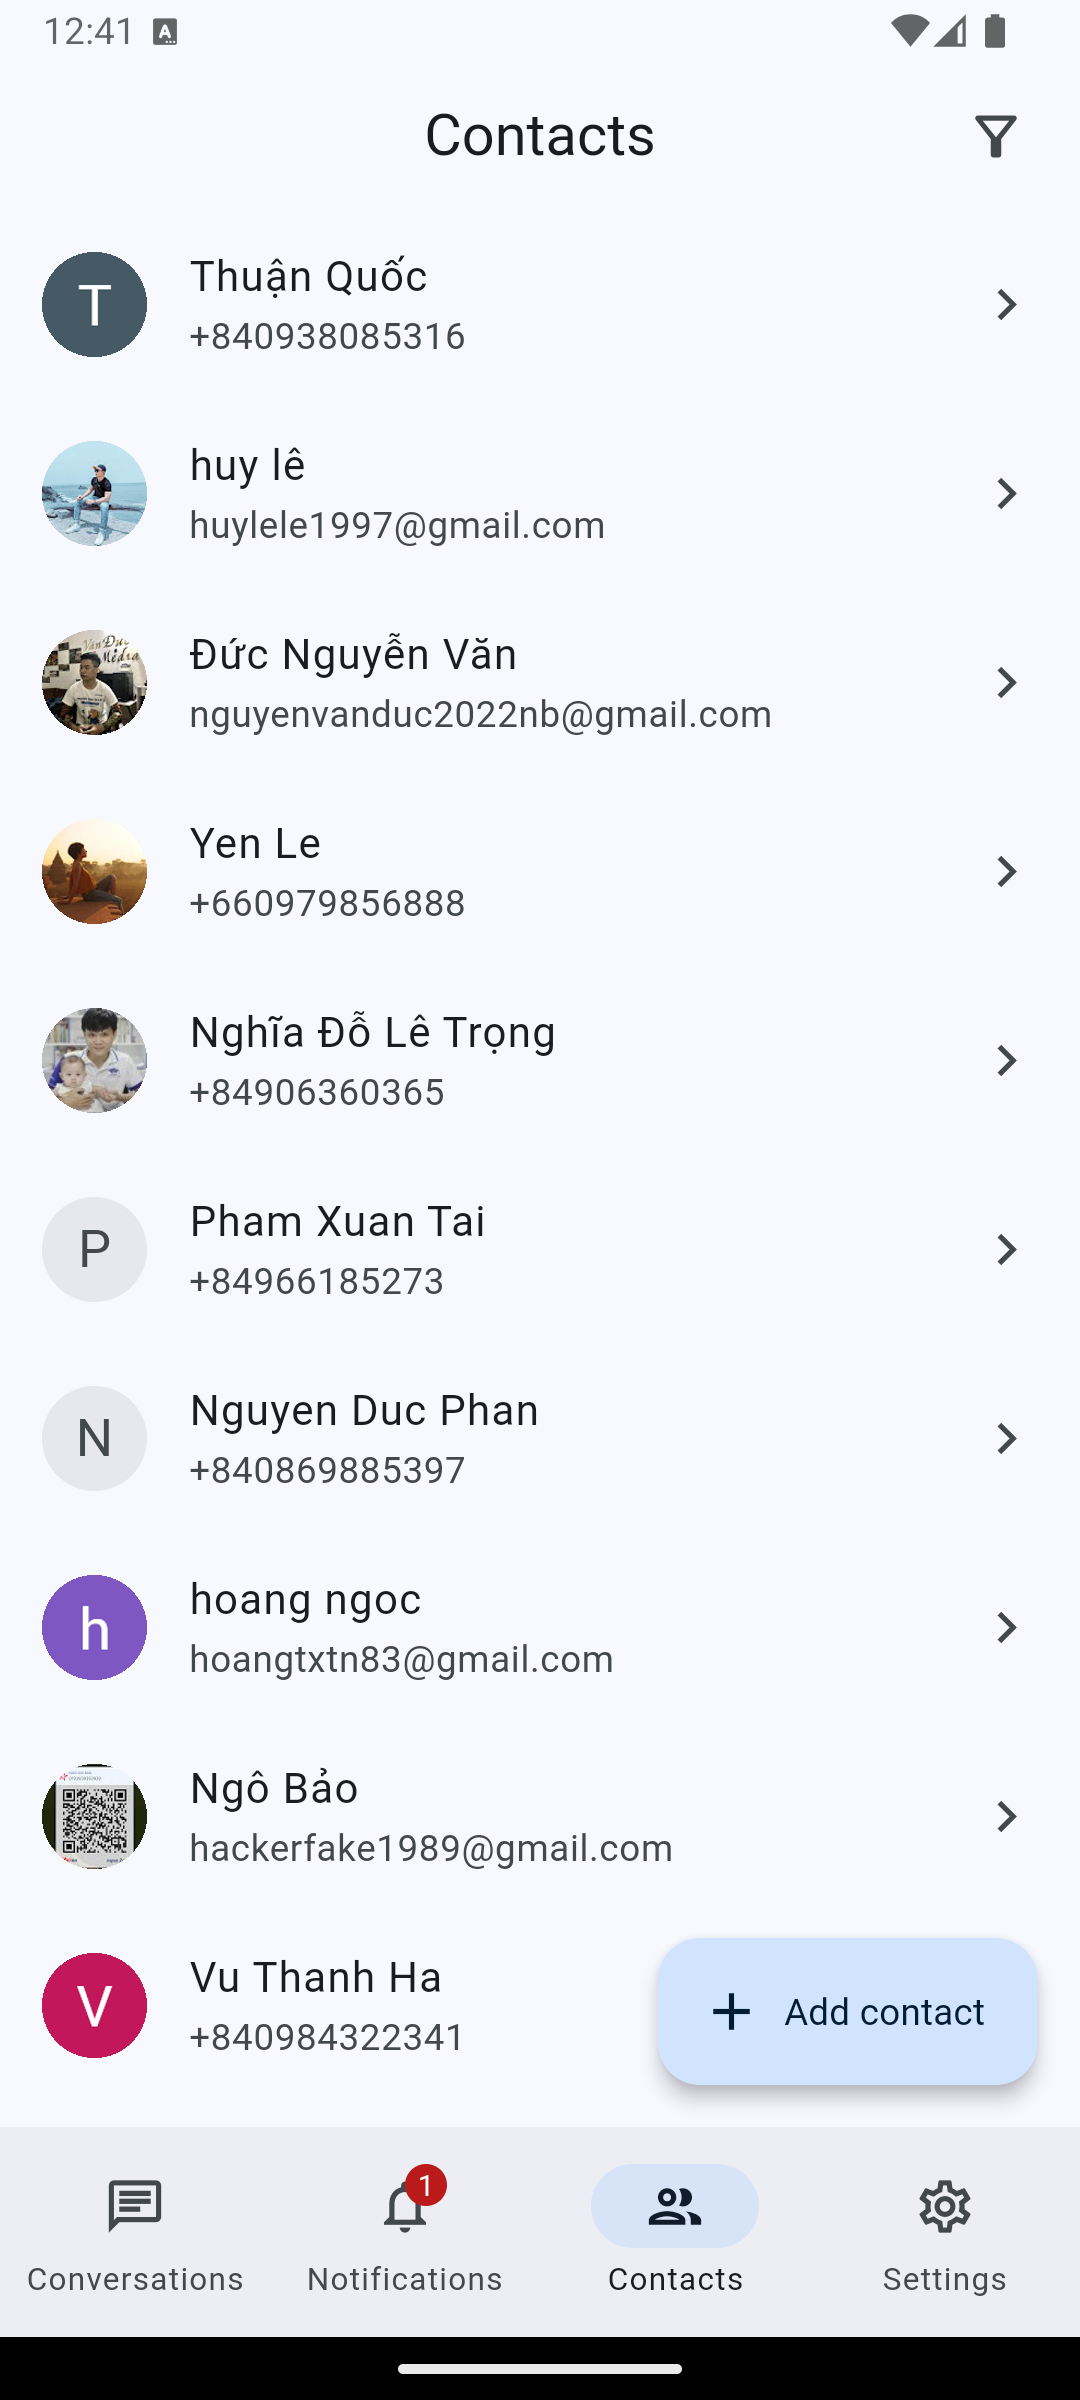 12:41
Contacts
T
Thuận Quốc
+840938085316
huy lê
huylele1997@gmail.com
Đức Nguyễn Văn
nguyenvanduc2022nb@gmail.com
Yen Le
+660979856888
Nghĩa Đỗ Lê Trọng
+84906360365
P
Pham Xuan Tai
+84966185273
N
Nguyen Duc Phan
+840869885397
h
hoang ngoc
hoangtxtn83@gmail.com
Ngô Bảo
hackerfake1989@gmail.com
V
Vu Thanh Ha
+840984322341
Add contact
1
Conversations
Notifications
Contacts
Settings